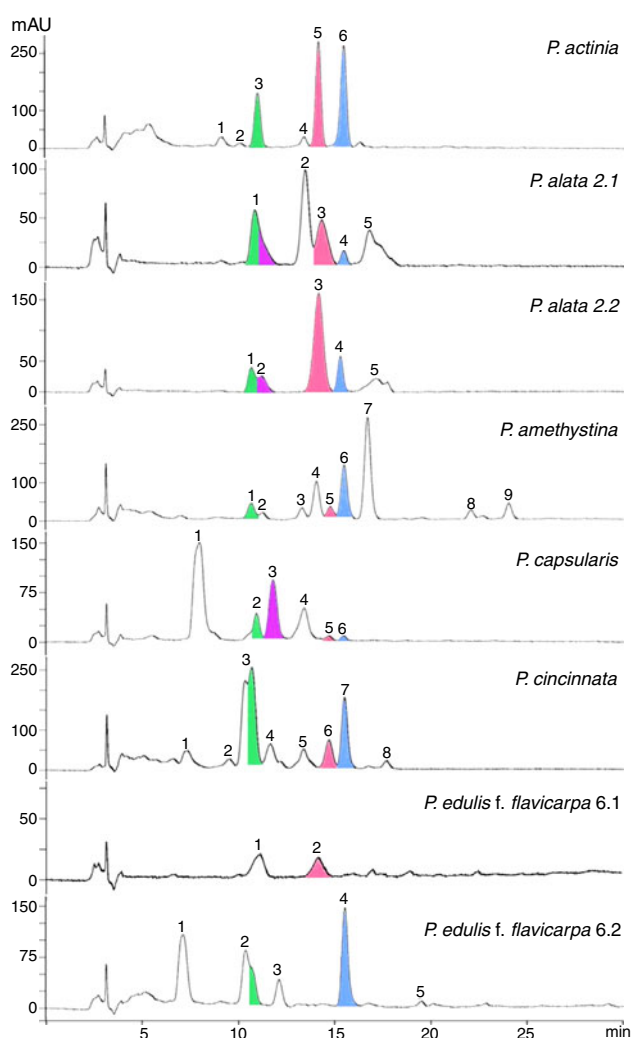 mAU
P. actinia
250
100
0
1 2 3 4 5 6
P. alata 2.1
100
50
0
1 2 3 4 5
P. alata 2.2
150
50
0
1 2 3 4 5
P. amethystina
250
100
0
1 2 3 4 5 6 7 8 9
P. capsularis
150
75
0
1 2 3 4 5 6
P. cincinnata
250
100
0
1 2 3 4 5 6 7 8
P. edulis f. flavicarpa 6.1
50
0
1 2
P. edulis f. flavicarpa 6.2
150
75
0
1 2 3 4 5
5 10 15 20 25 min